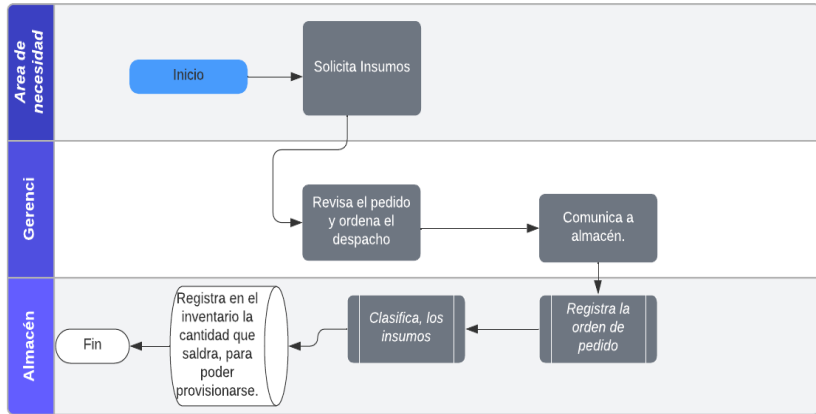 Area de
necesidad
Inicio
Solicita Insumos
Gerenci
Revisa el pedido
y ordena el
despacho
Comunica a
almacén.
Almacén
Fin
Registra en el
inventario la
cantidad que
saldra, para
poder
provisionarse.
Clasifica, los
insumos
Registra la
orden de
pedido